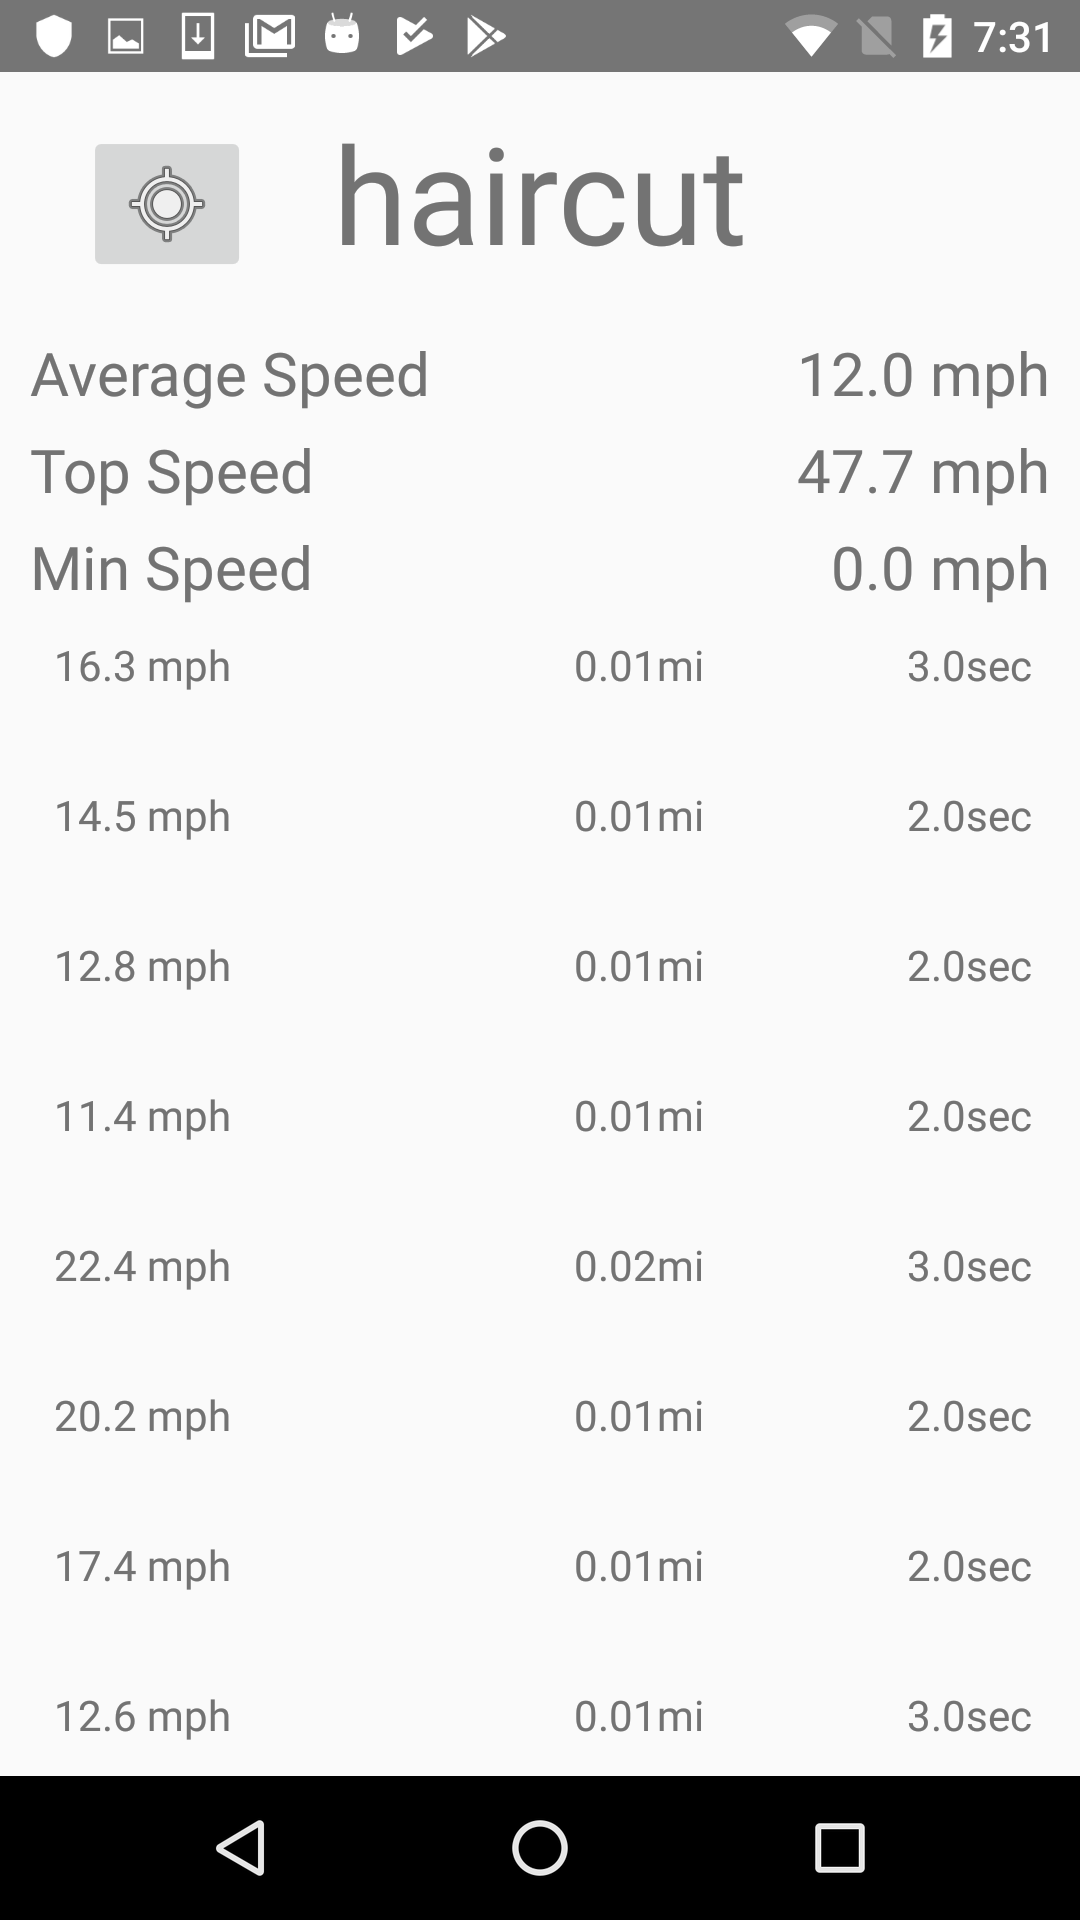 7:31
haircut
Average Speed 12.0 mph
Top Speed 47.7 mph
Min Speed 0.0 mph
16.3 mph 0.01mi 3.0sec
14.5 mph 0.01mi 2.0sec
12.8 mph 0.01mi 2.0sec
11.4 mph 0.01mi 2.0sec
22.4 mph 0.02mi 3.0sec
20.2 mph 0.01mi 2.0sec
17.4 mph 0.01mi 2.0sec
12.6 mph 0.01mi 3.0sec